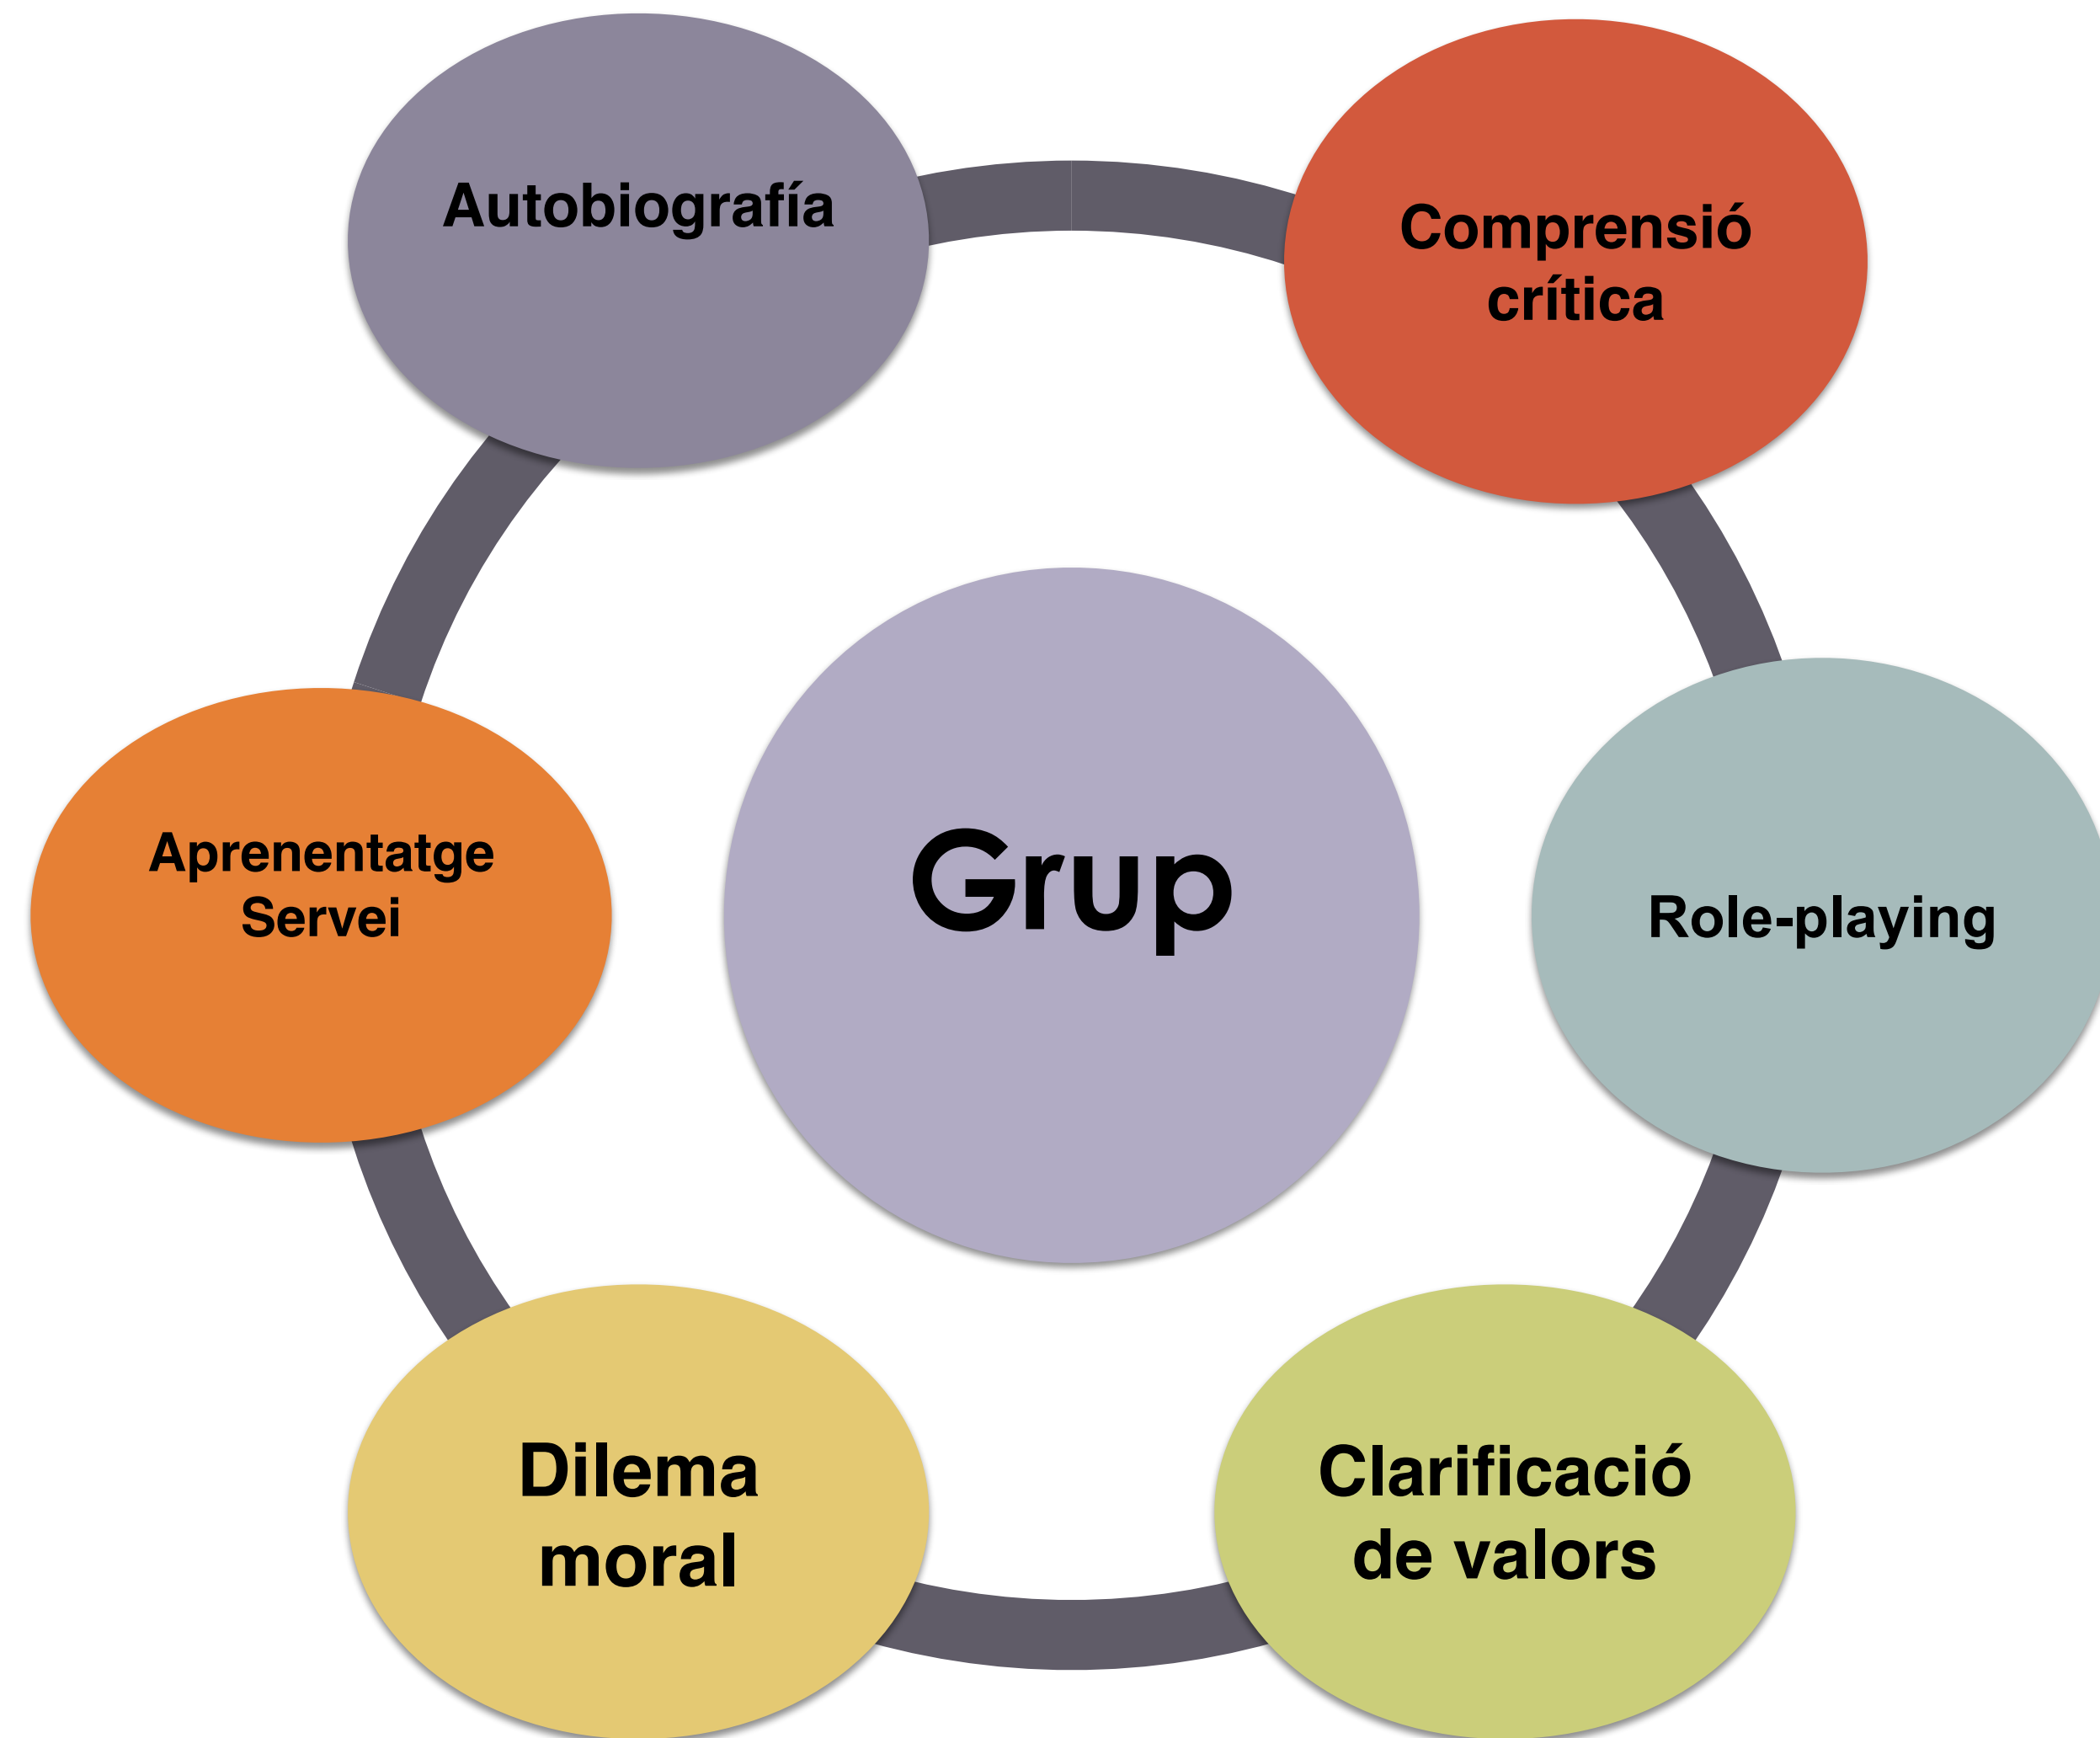 Autobiografía
Comprensió
crítica
Aprenentatge
Servei
Grup
Role-playing
Dilema
moral
Clarificació
de valors